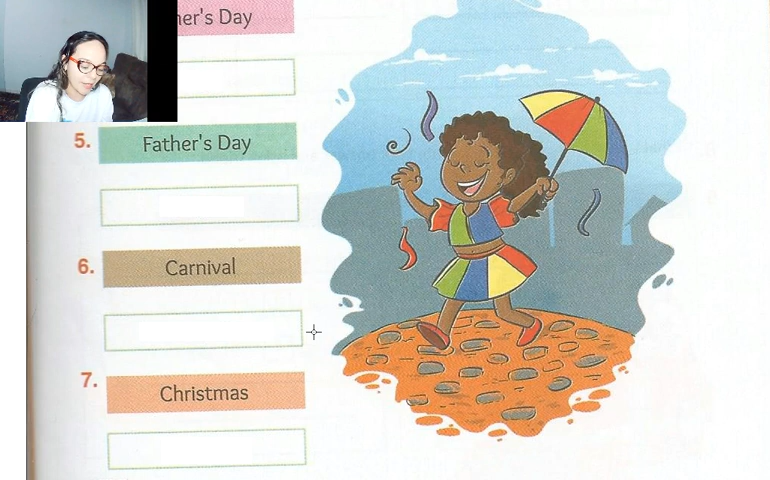 her's Day
5.
Father's Day
6.
Carnival
7.
Christmas